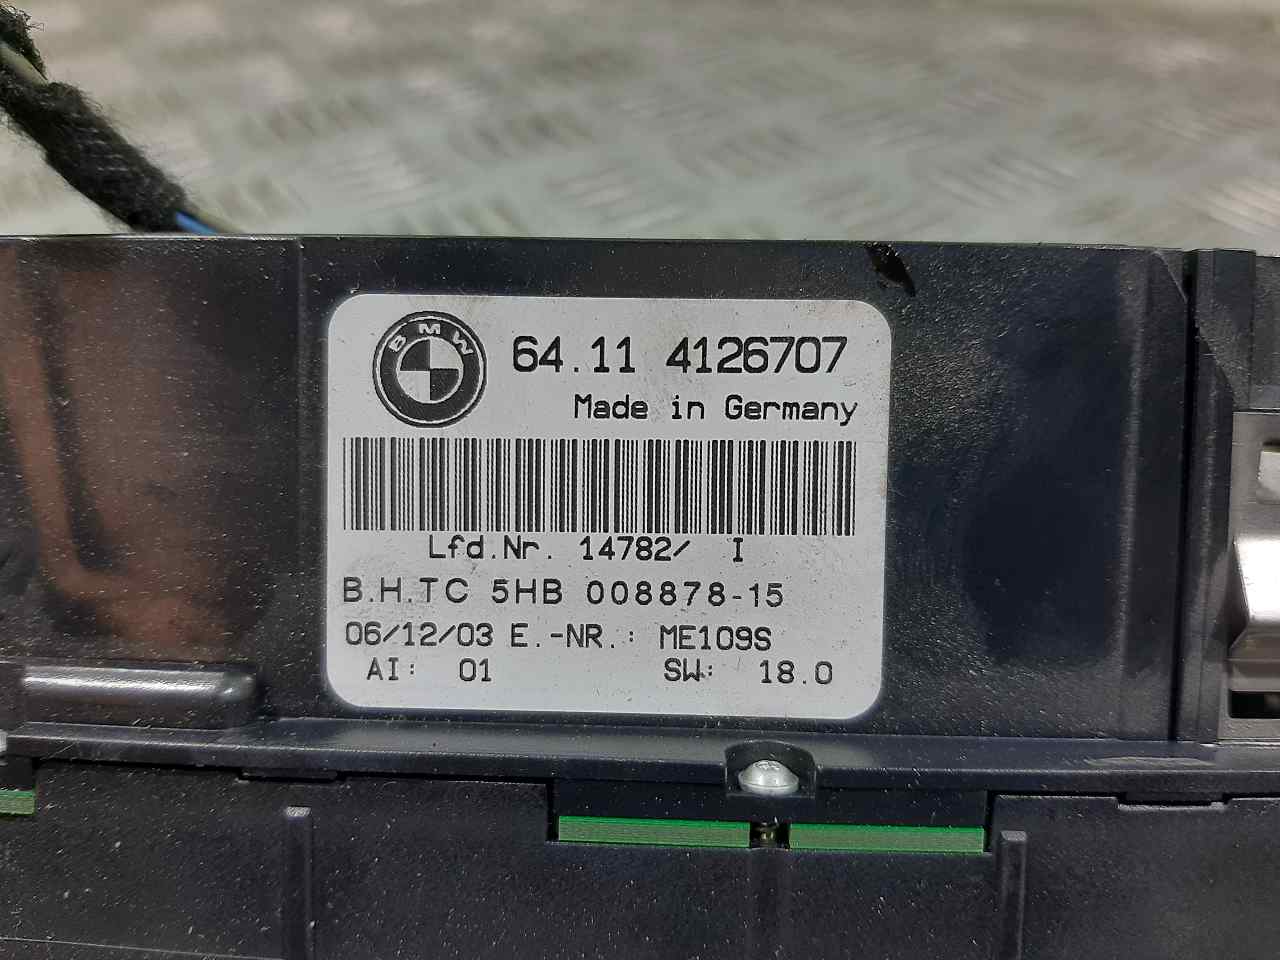 BMW
64.11 4126707
Made in Germany
Lfd.Nr. 14782/ I
B.H.TC 5HB 008878-15
06/12/03 E.-NR.: ME109S
AI: 01 SW: 18.0